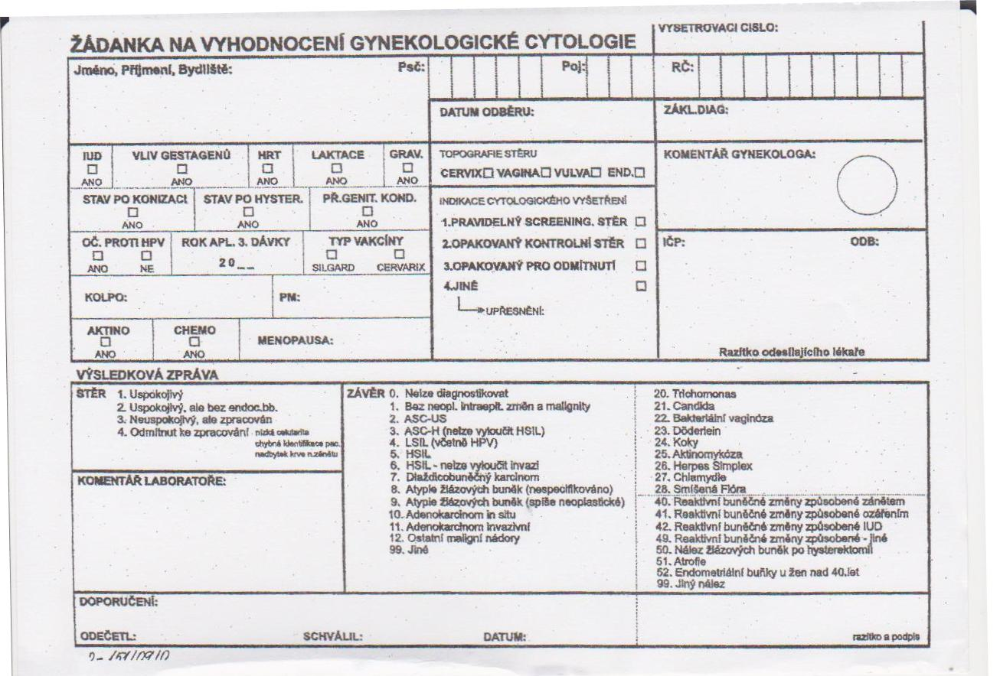 VYŠETŘOVACÍ ČÍSLO:
ŽÁDANKA NA VYHODNOCENÍ GYNEKOLOGICKÉ CYTOLOGIE
Jméno, Příjmení, Bydliště: Psč: Poj: RČ:
DATUM ODBĚRU: ZÁKL.DIAG:
IUD VLIV GESTAGENŮ HRT LAKTACE GRAV.
ANO ANO ANO ANO ANO
TOPOGRAFIE STĚRU
CERVIX VAGINA VULVA END.
KOMENTÁŘ GYNEKOLOGA:
STAV PO KONIZACI STAV PO HYSTER. PŘ.GENIT. KOND.
ANO ANO ANO
INDIKACE CYTOLOGICKÉHO VYŠETŘENÍ
1.PRAVIDELNÝ SCREENING. STĚR
2.OPAKOVANÝ KONTROLNÍ STĚR
3.OPAKOVANÝ PRO ODMÍTNUTÍ
4.JINÉ
UPŘESNĚNÍ:
OČ. PROTI HPV ROK APL. 3. DÁVKY TYP VAKCÍNY
20__
ANO NE SILGARD CERVARIX
IČP: ODB:
KOLPO: PM:
AKTINO CHEMO MENOPAUSA:
ANO ANO
Razítko odesílajícího lékaře
VÝSLEDKOVÁ ZPRÁVA
STĚR 1. Uspokojivý
2. Uspokojivý, ale bez endoc.bb.
3. Neuspokojivý, ale zpracován
4. Odmítnut ke zpracování nízká celularita
chybná identifikace pac.
nadbytek krve n.zánětu
KOMENTÁŘ LABORATOŘE:
ZÁVĚR 0. Nelze diagnostikovat
1. Bez neopl. intraepit. změn a malignity
2. ASC-US
3. ASC-H (nelze vyloučit HSIL)
4. LSIL (včetně HPV)
5. HSIL
6. HSIL - nelze vyloučit invazi
7. Dlaždicobuněčný karcinom
8. Atypie žlázových buněk (nespecifikováno)
9. Atypie žlázových buněk (spíše neoplastické)
10. Adenokarcinom in situ
11. Adenokarcinom invazivní
12. Ostatní maligní nádory
99. Jiné
20. Trichomonas
21. Candida
22. Bakteriální vaginóza
23. Döderlein
24. Koky
25. Aktinomykóza
26. Herpes Simplex
27. Chlamydie
28. Smíšená Flóra
40. Reaktivní buněčné změny způsobené zánětem
41. Reaktivní buněčné změny způsobené ozářením
42. Reaktivní buněčné změny způsobené IUD
49. Reaktivní buněčné změny způsobené - jiné
50. Nález žlázových buněk po hysterektomii
51. Atrofie
52. Endometriální buňky u žen nad 40.let
99. Jiný nález
DOPORUČENÍ:
ODEČETL: SCHVÁLIL: DATUM: razítko a podpis